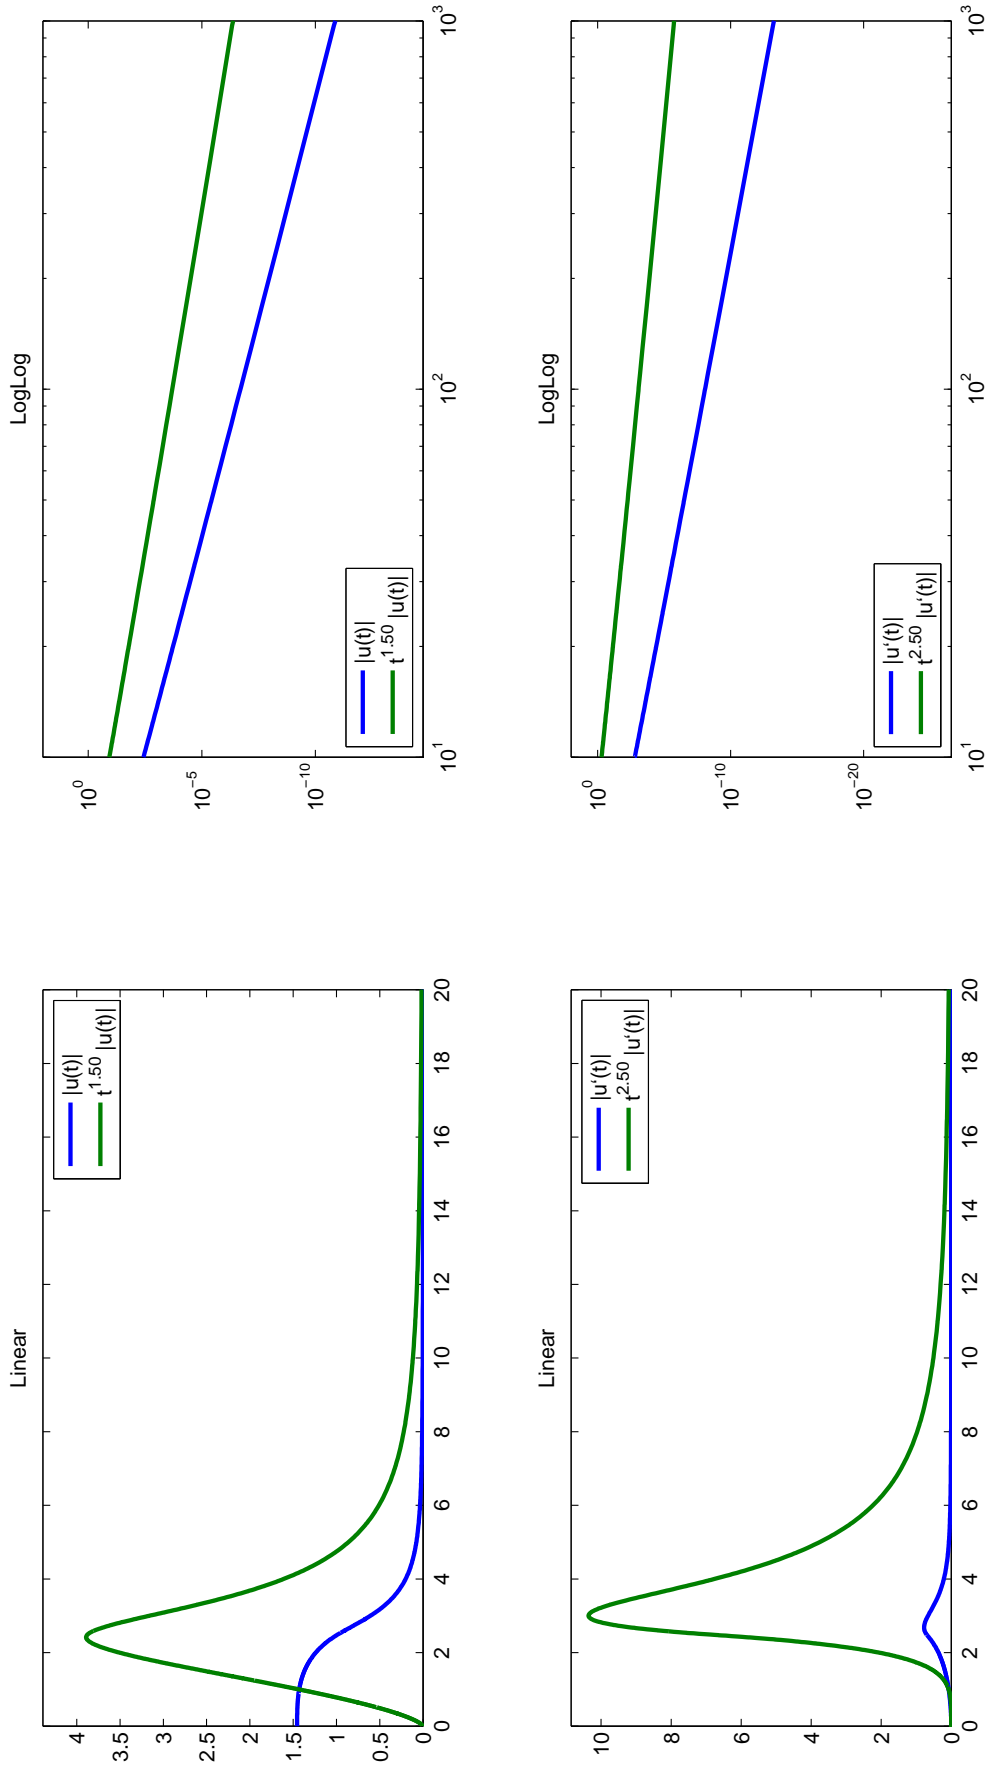 Linear
4
3.5
3
2.5
2
1.5
1
0.5
0
0 2 4 6 8 10 12 14 16 18 20
|u(t)|
t^1.50 |u(t)|
LogLog
10^0
10^−5
10^−10
10^1 10^2 10^3
|u(t)|
t^1.50 |u(t)|
Linear
10
8
6
4
2
0
0 2 4 6 8 10 12 14 16 18 20
|u‘(t)|
t^2.50 |u‘(t)|
LogLog
10^0
10^−10
10^−20
10^1 10^2 10^3
|u‘(t)|
t^2.50 |u‘(t)|